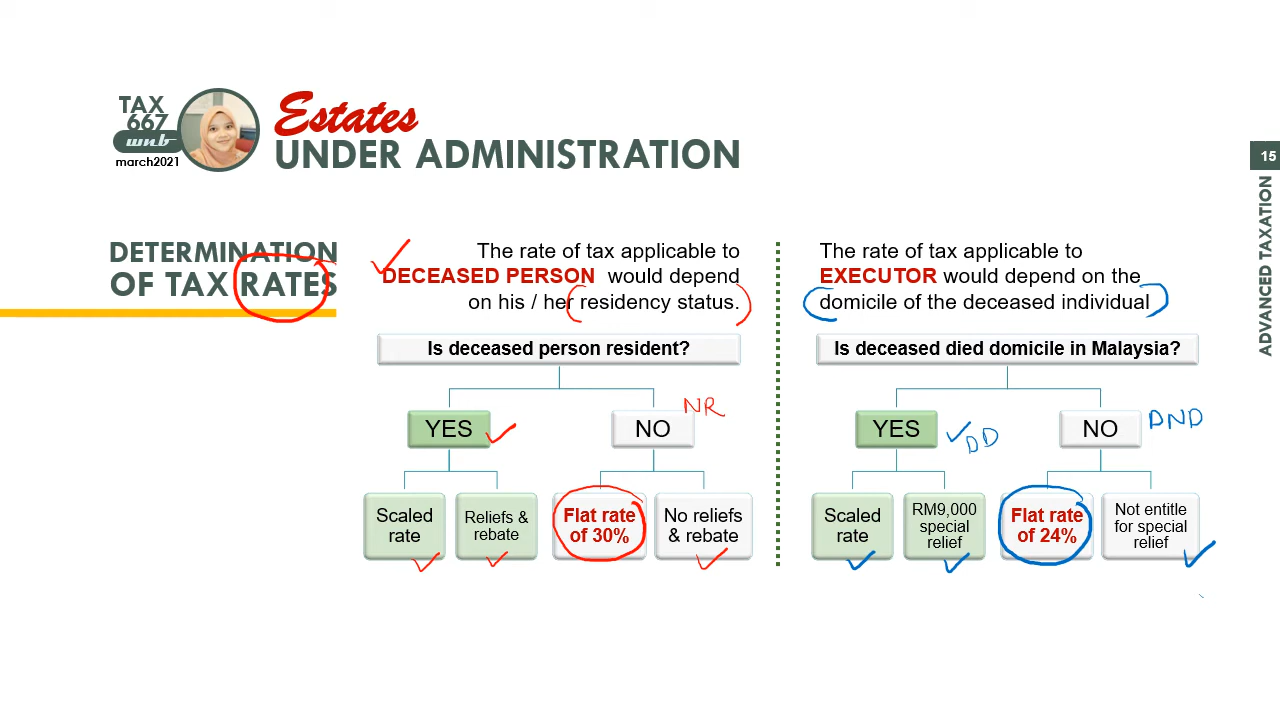 TAX
667
wnb
march2021
Estates
UNDER ADMINISTRATION
15
ADVANCED TAXATION
DETERMINATION
OF TAX RATES
The rate of tax applicable to
DECEASED PERSON would depend
on his / her residency status.
Is deceased person resident?
YES
NO
NR
Scaled
rate
Reliefs &
rebate
Flat rate
of 30%
No reliefs
& rebate
The rate of tax applicable to
EXECUTOR would depend on the
domicile of the deceased individual
Is deceased died domicile in Malaysia?
YES
DD
NO
DND
Scaled
rate
RM9,000
special
relief
Flat rate
of 24%
Not entitle
for special
relief